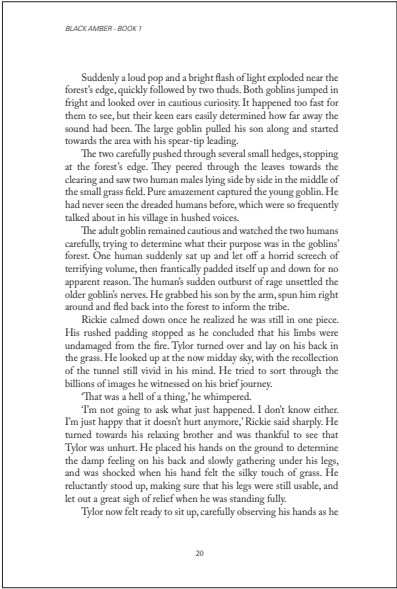 BLACK AMBER - BOOK 1
Suddenly a loud pop and a bright flash of light exploded near the
forest's edge, quickly followed by two thuds. Both goblins jumped in
fright and looked over in cautious curiosity. It happened too fast for
them to see, but their keen ears easily determined how far away the
sound had been. The large goblin pulled his son along and started
towards the area with his spear-tip leading.
The two carefully pushed through several small hedges, stopping
at the forest's edge. They peered through the leaves towards the
clearing and saw two human males lying side by side in the middle of
the small grass field. Pure amazement captured the young goblin. He
had never seen the dreaded humans before, which were so frequently
talked about in his village in hushed voices.
The adult goblin remained cautious and watched the two humans
carefully, trying to determine what their purpose was in the goblins'
forest. One human suddenly sat up and let off a horrid screech of
terrifying volume, then frantically padded itself up and down for no
apparent reason. The human's sudden outburst of rage unsettled the
older goblin's nerves. He grabbed his son by the arm, spun him right
around and fled back into the forest to inform the tribe.
Rickie calmed down once he realized he was still in one piece.
His rushed padding stopped as he concluded that his limbs were
undamaged from the fire. Tylor turned over and lay on his back in
the grass. He looked up at the now midday sky, with the recollection
of the tunnel still vivid in his mind. He tried to sort through the
billions of images he witnessed on his brief journey.
'That was a hell of a thing,' he whimpered.
'I'm not going to ask what just happened. I don't know either.
I'm just happy that it doesn't hurt anymore,' Rickie said sharply. He
turned towards his relaxing brother and was thankful to see that
Tylor was unhurt. He placed his hands on the ground to determine
the damp feeling on his back and slowly gathering under his legs,
and was shocked when his hand felt the silky touch of grass. He
reluctantly stood up, making sure that his legs were still usable, and
let out a great sigh of relief when he was standing fully.
Tylor now felt ready to sit up, carefully observing his hands as he
20